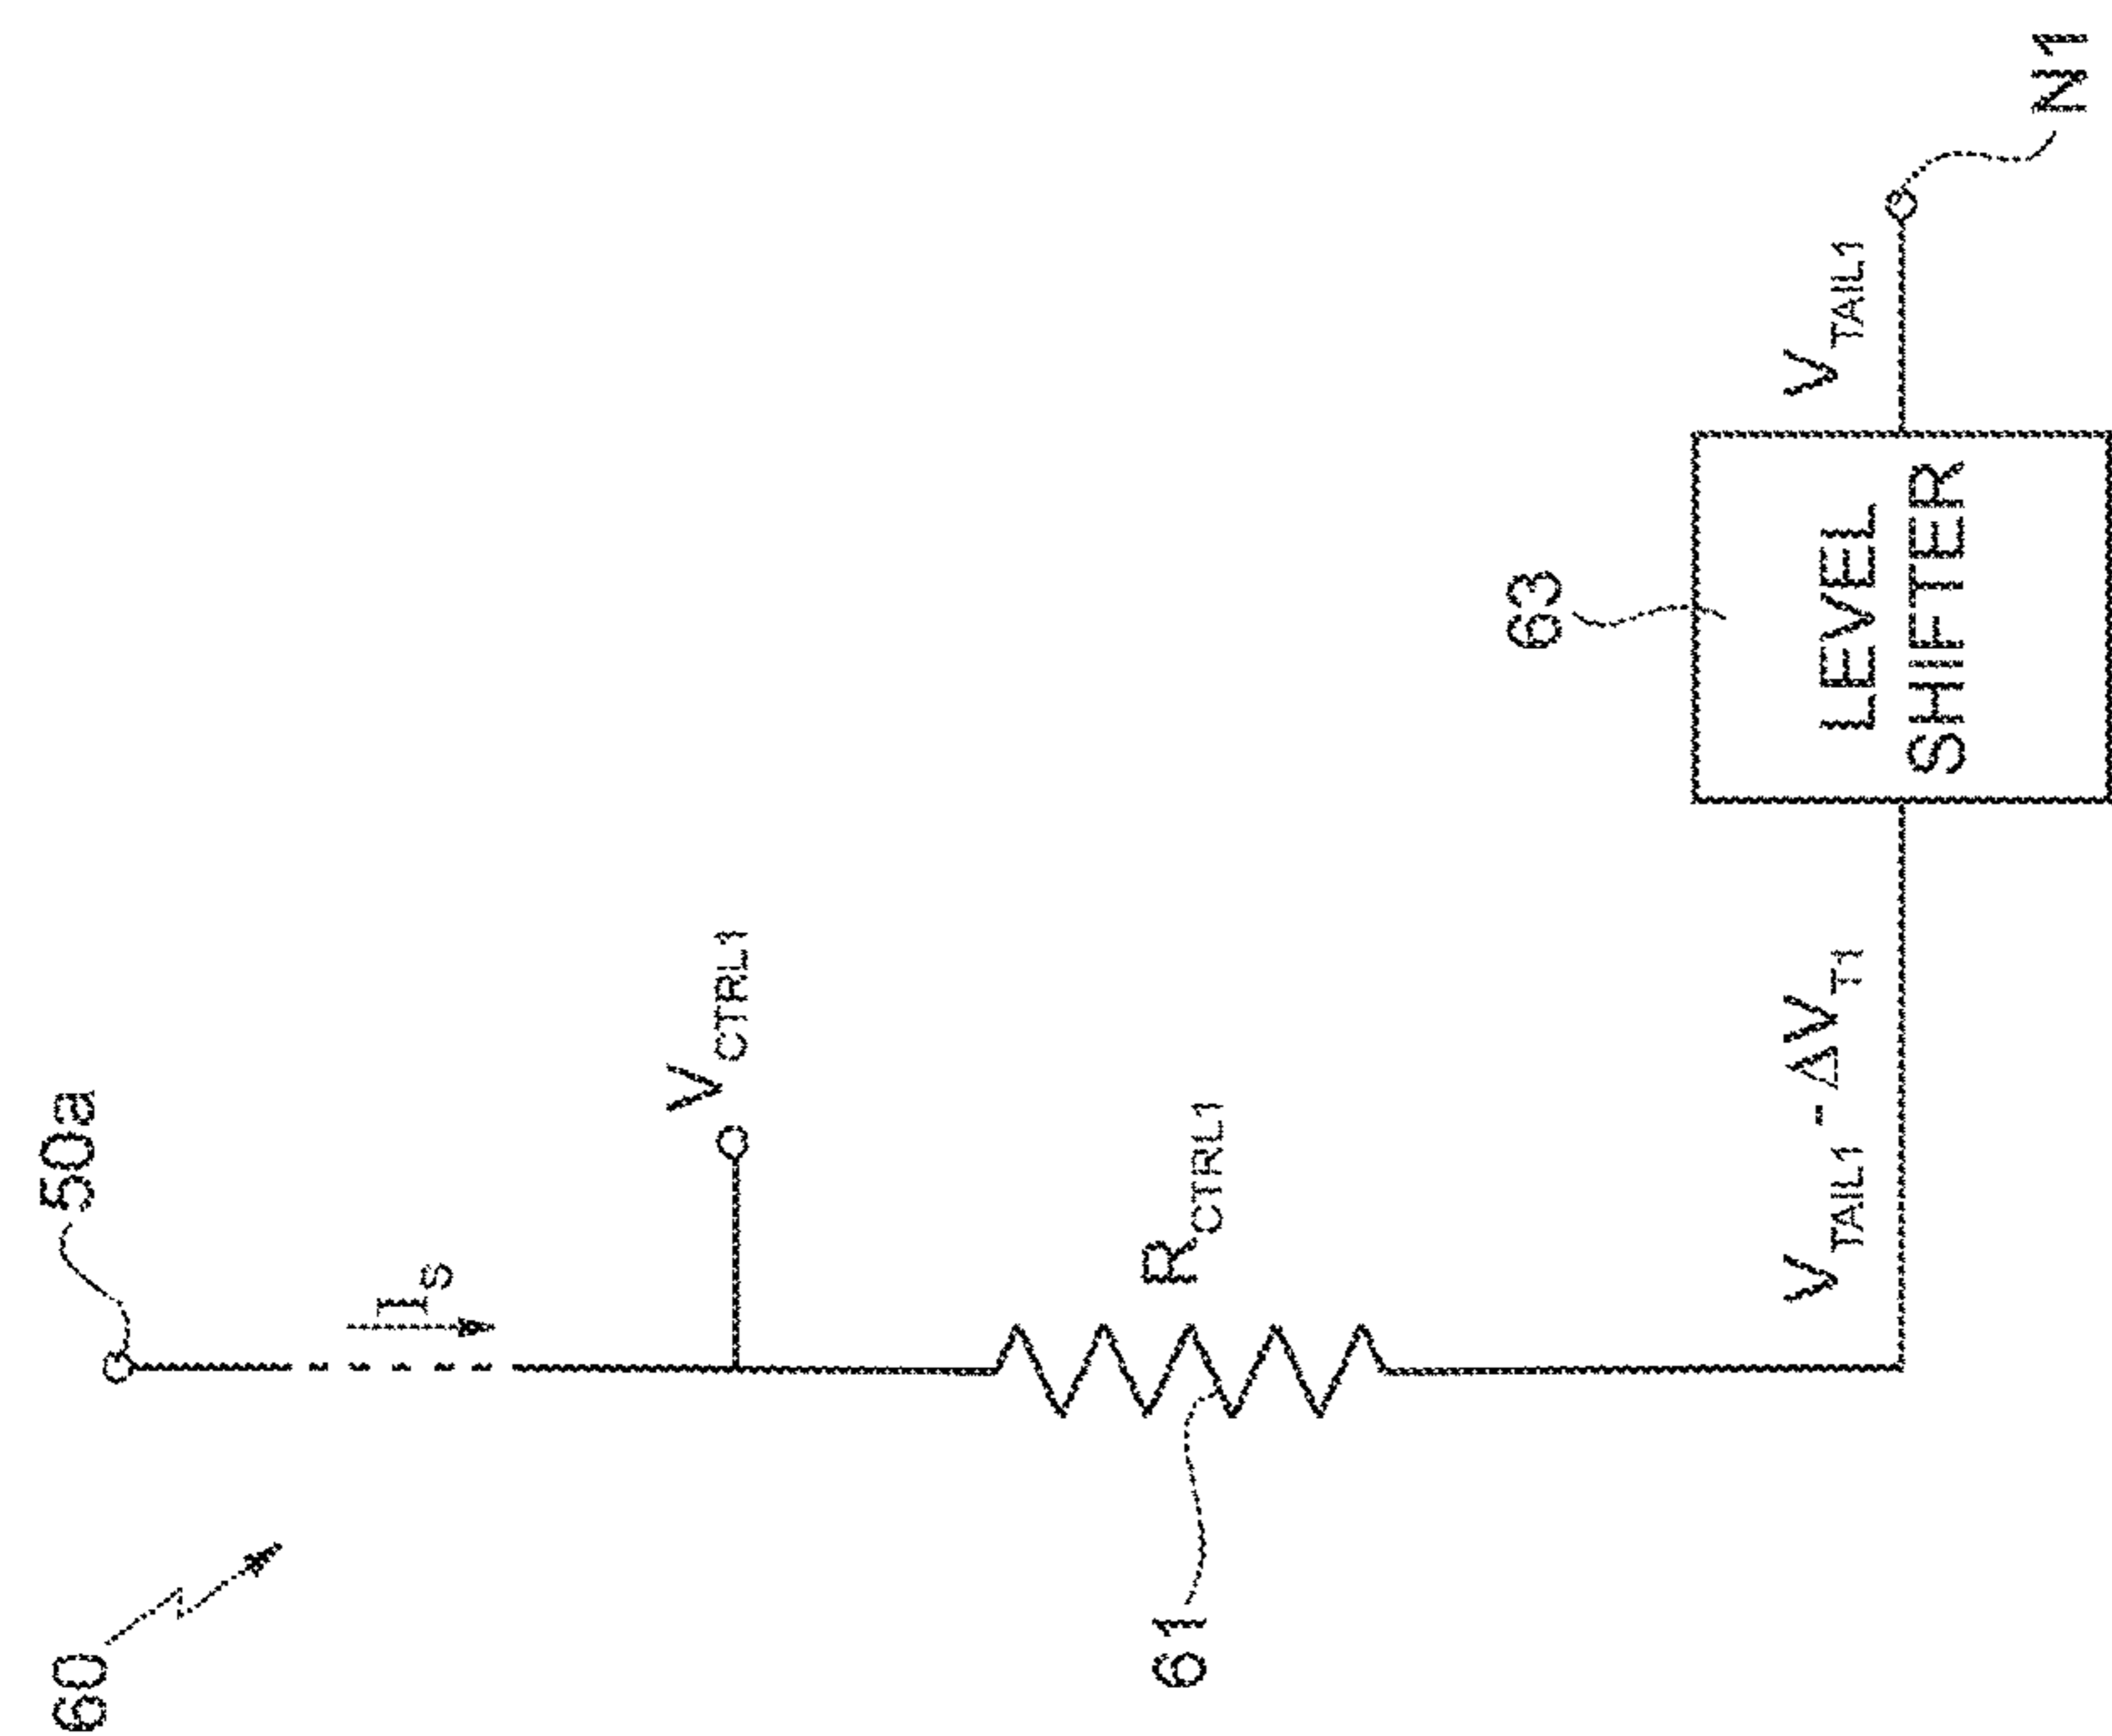 60
50a
I_S
V_CTRL1
61
R_CTRL1
V_TAIL1 - ΔV_T1
63
LEVEL
SHIFTER
V_TAIL1
N1